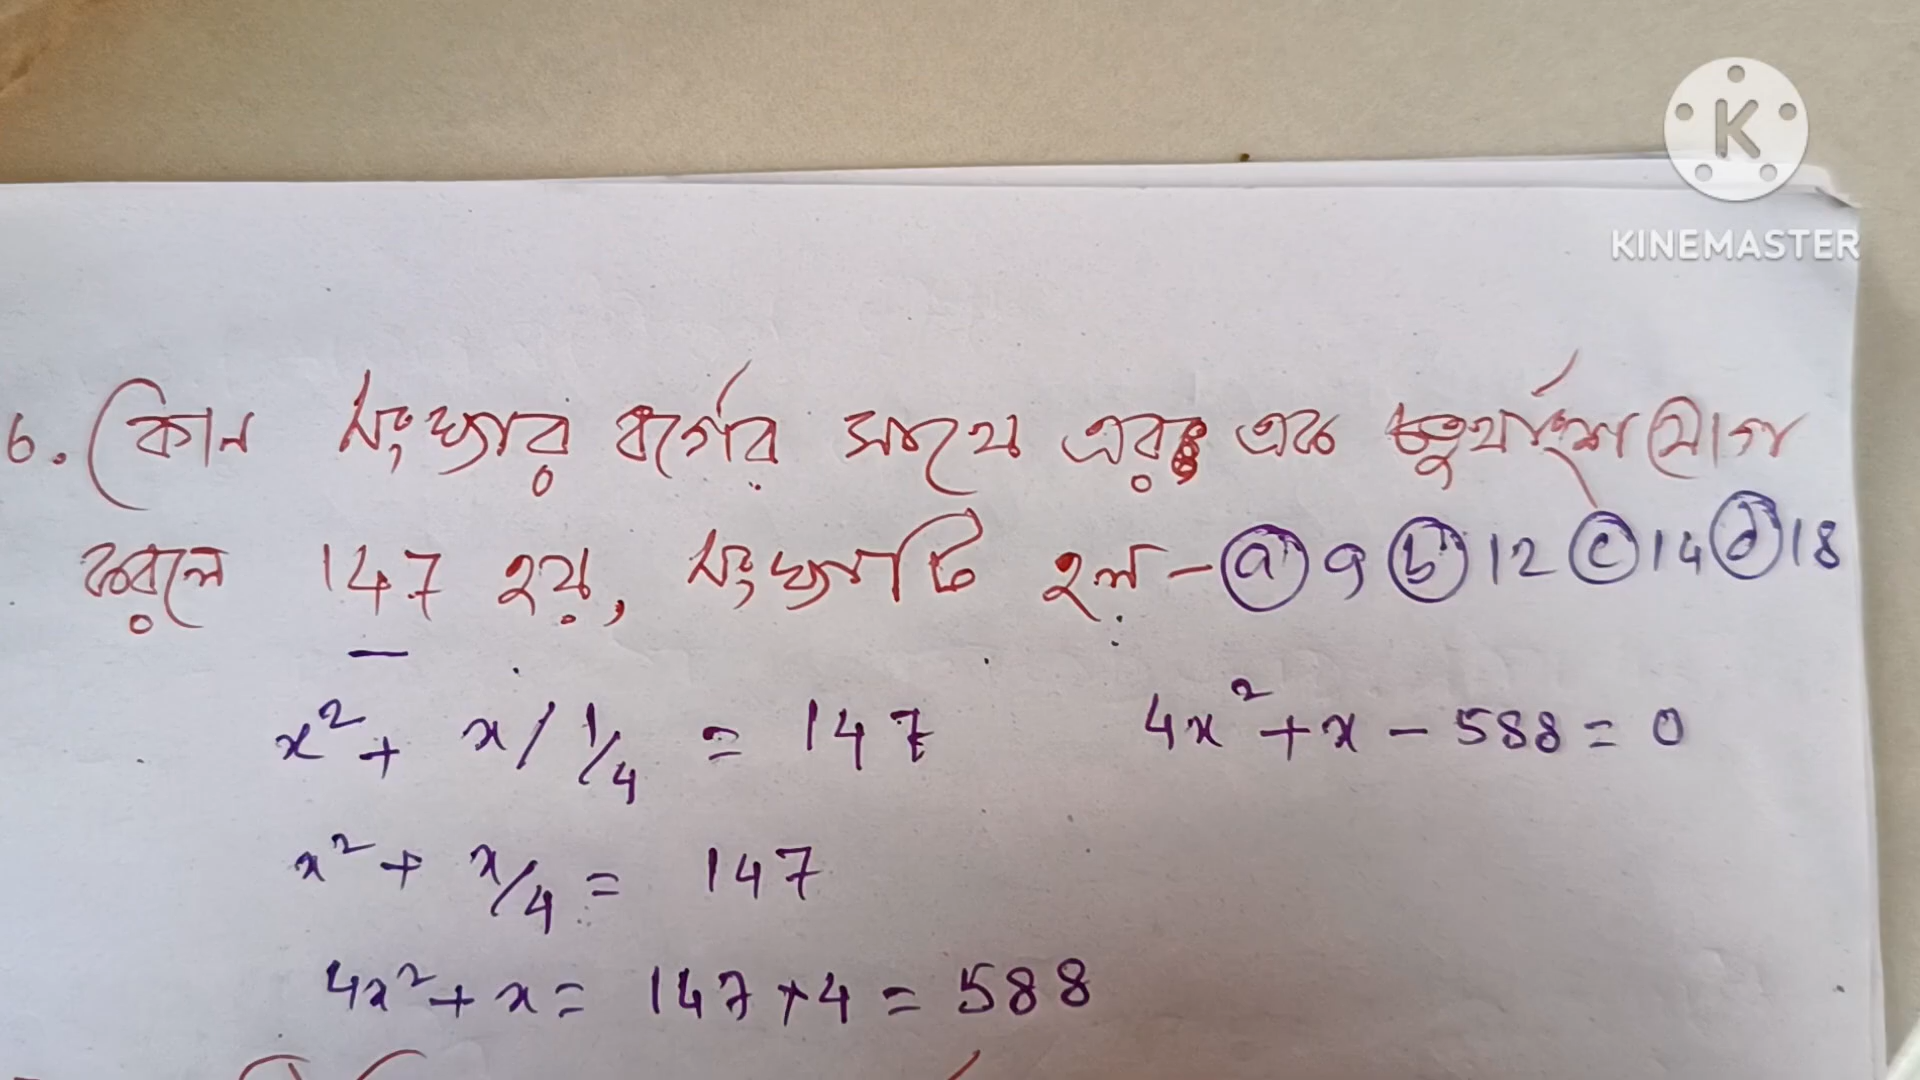 K
KINEMASTER
6. কোন সংখ্যার বর্গের সাথে এর এক চতুর্থাংশ যোগ
করলে 147 হয়, সংখ্যাটি হল - (a) 9 (b) 12 (c) 14 (d) 18
x² + x/1/4 = 147 4x² + x - 588 = 0
x² + x/4 = 147
4x² + x = 147 × 4 = 588